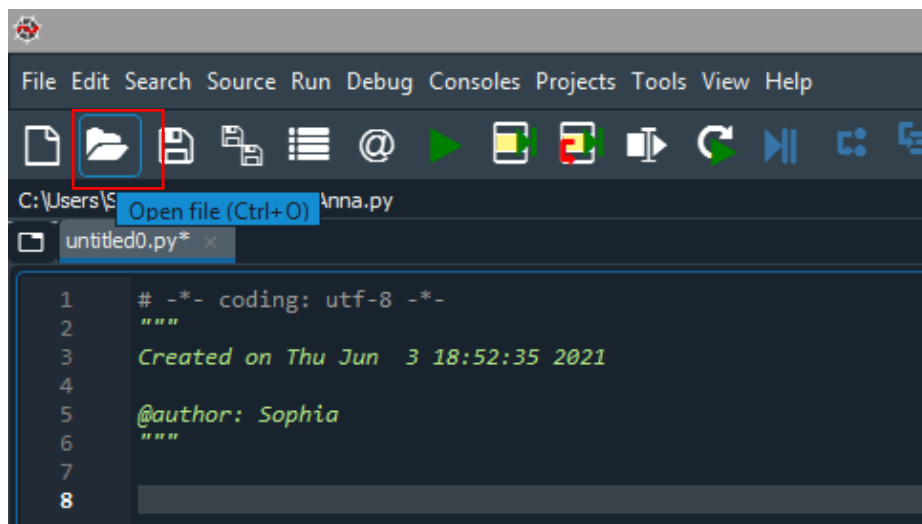 File Edit Search Source Run Debug Consoles Projects Tools View Help
@
C:\Users\S Anna.py
Open file (Ctrl+O)
untitled0.py*
1 # -*- coding: utf-8 -*-
2 """
3 Created on Thu Jun  3 18:52:35 2021
4
5 @author: Sophia
6 """
7
8